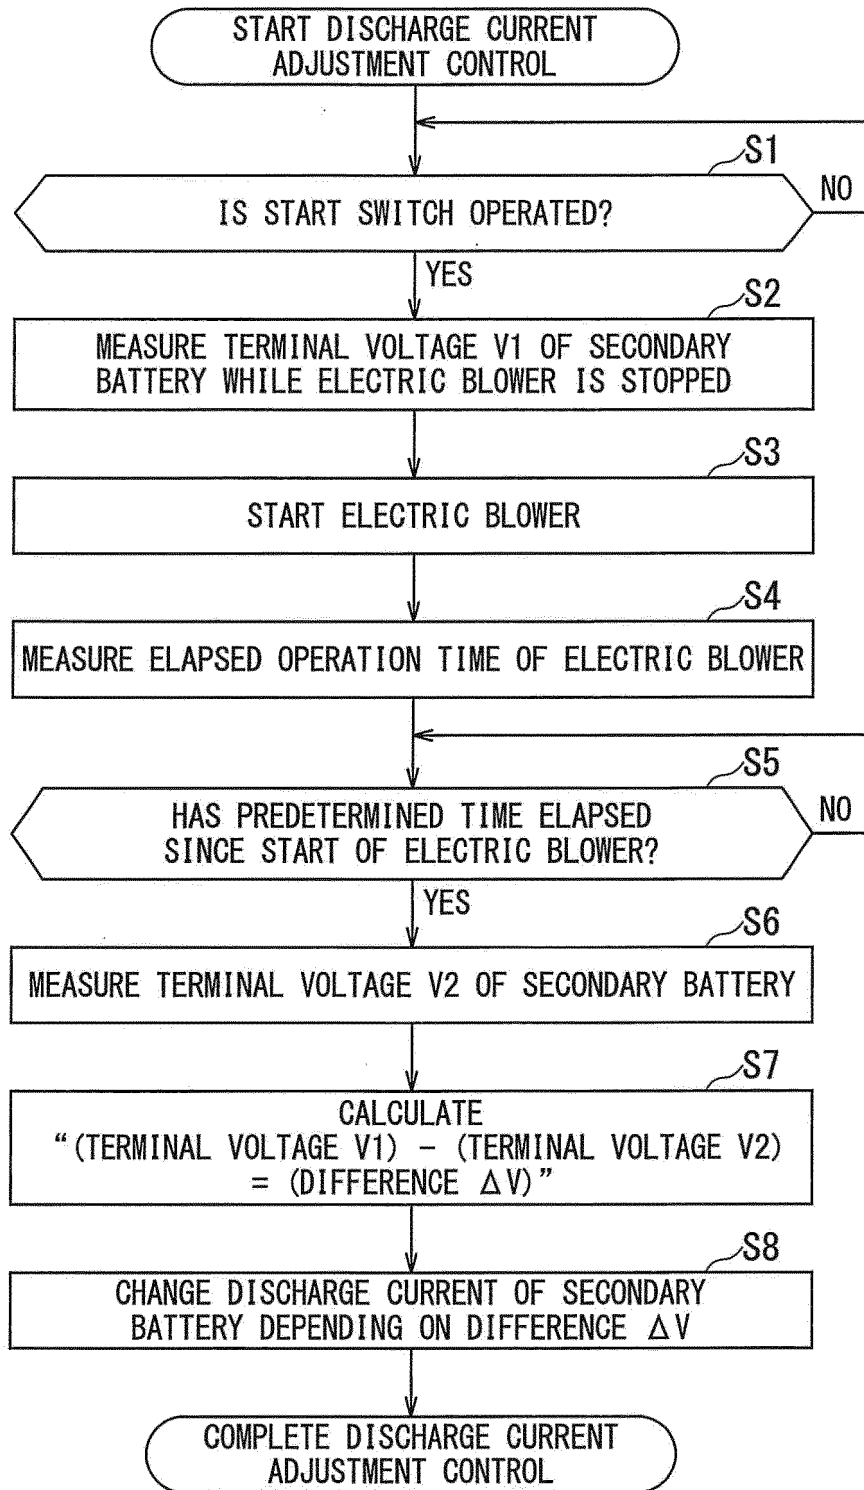 START DISCHARGE CURRENT
ADJUSTMENT CONTROL
S1
IS START SWITCH OPERATED?
NO
YES
S2
MEASURE TERMINAL VOLTAGE V1 OF SECONDARY
BATTERY WHILE ELECTRIC BLOWER IS STOPPED
S3
START ELECTRIC BLOWER
S4
MEASURE ELAPSED OPERATION TIME OF ELECTRIC BLOWER
S5
HAS PREDETERMINED TIME ELAPSED
SINCE START OF ELECTRIC BLOWER?
NO
YES
S6
MEASURE TERMINAL VOLTAGE V2 OF SECONDARY BATTERY
S7
CALCULATE
“(TERMINAL VOLTAGE V1) - (TERMINAL VOLTAGE V2)
= (DIFFERENCE ΔV)”
S8
CHANGE DISCHARGE CURRENT OF SECONDARY
BATTERY DEPENDING ON DIFFERENCE ΔV
COMPLETE DISCHARGE CURRENT
ADJUSTMENT CONTROL